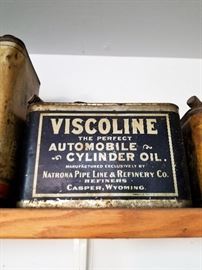 VISCOLINE
THE PERFECT
AUTOMOBILE
CYLINDER OIL.
MANUFACTURED EXCLUSIVELY BY
NATRONA PIPE LINE & REFINERY CO.
REFINERS
CASPER, WYOMING.